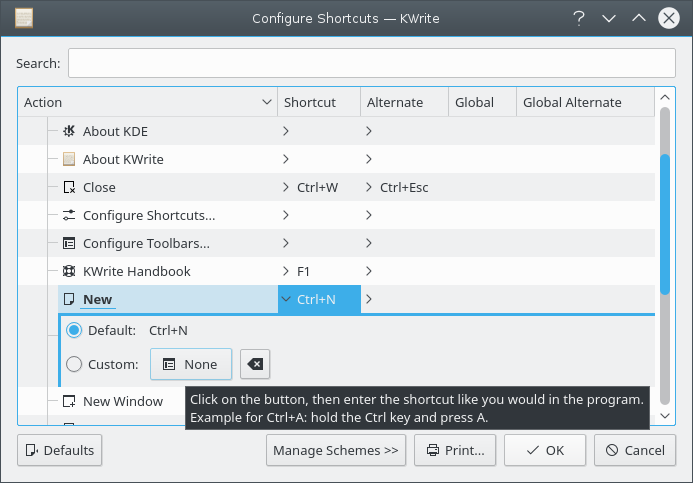 Configure Shortcuts — KWrite
Search:
Action Shortcut Alternate Global Global Alternate
About KDE
About KWrite
Close Ctrl+W Ctrl+Esc
Configure Shortcuts...
Configure Toolbars...
KWrite Handbook F1
New Ctrl+N
Default: Ctrl+N
Custom: None
New Window
Click on the button, then enter the shortcut like you would in the program.
Example for Ctrl+A: hold the Ctrl key and press A.
Defaults Manage Schemes >> Print... OK Cancel